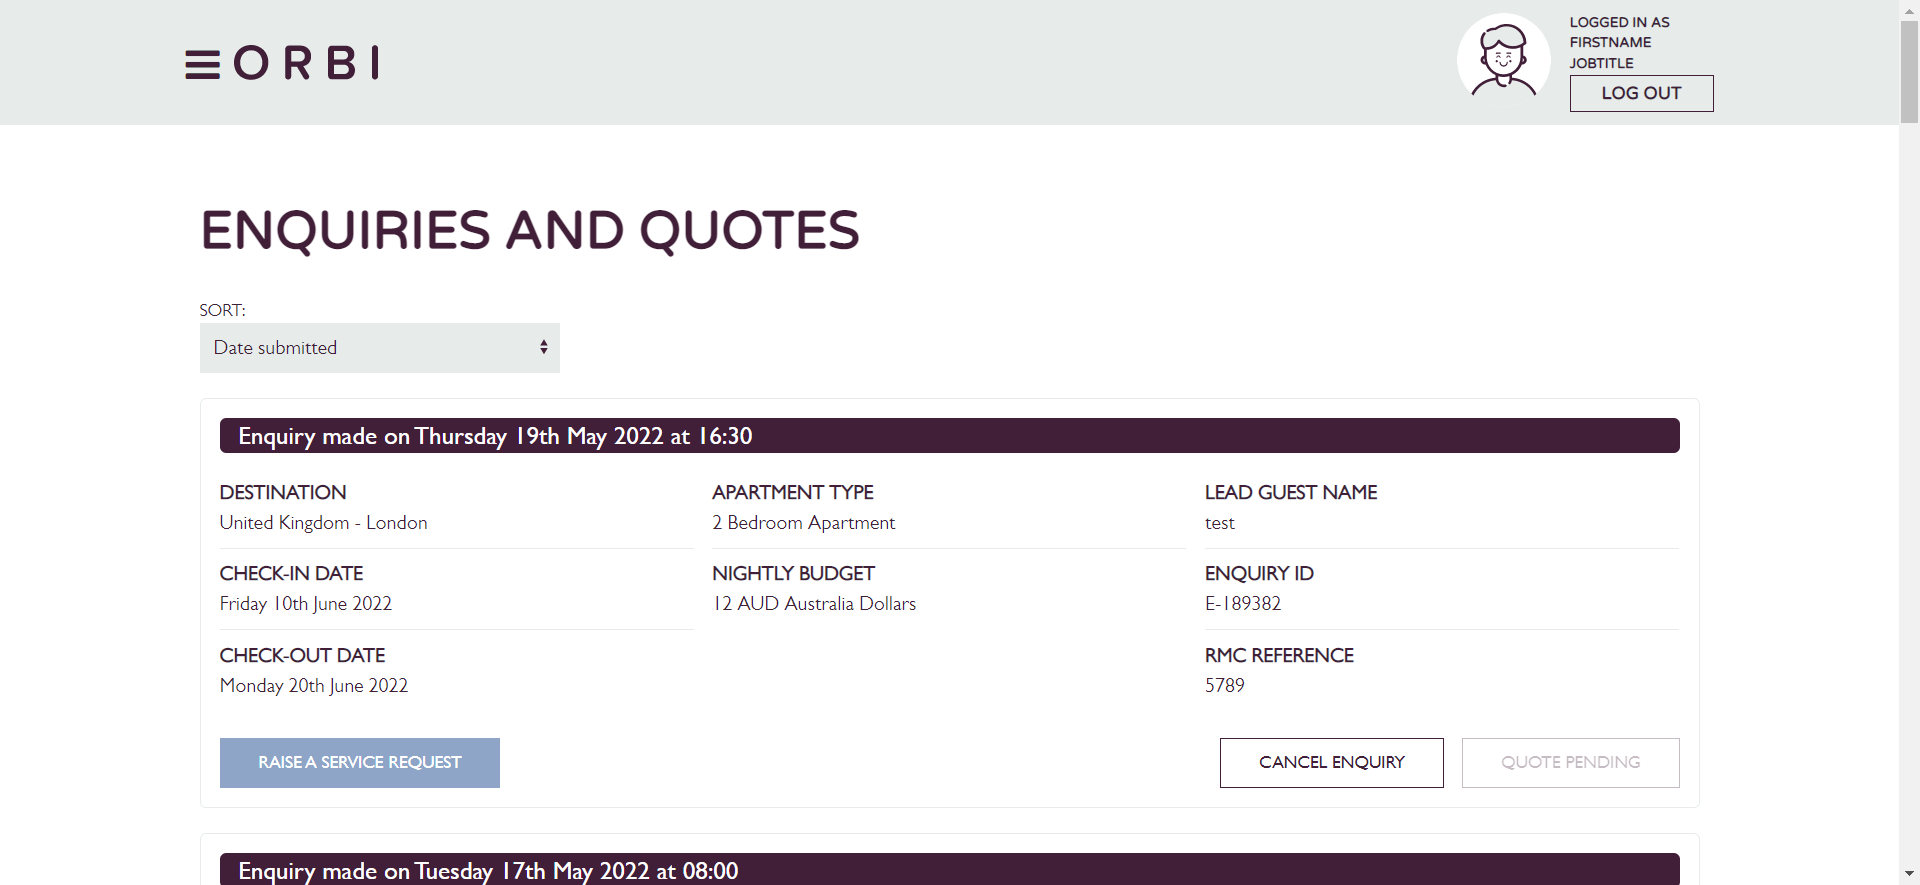 ORBI
LOGGED IN AS
FIRSTNAME
JOBTITLE
LOG OUT
ENQUIRIES AND QUOTES
SORT:
Date submitted
Enquiry made on Thursday 19th May 2022 at 16:30
DESTINATION
United Kingdom - London
APARTMENT TYPE
2 Bedroom Apartment
LEAD GUEST NAME
test
CHECK-IN DATE
Friday 10th June 2022
NIGHTLY BUDGET
12 AUD Australia Dollars
ENQUIRY ID
E-189382
CHECK-OUT DATE
Monday 20th June 2022
RMC REFERENCE
5789
RAISE A SERVICE REQUEST
CANCEL ENQUIRY
QUOTE PENDING
Enquiry made on Tuesday 17th May 2022 at 08:00